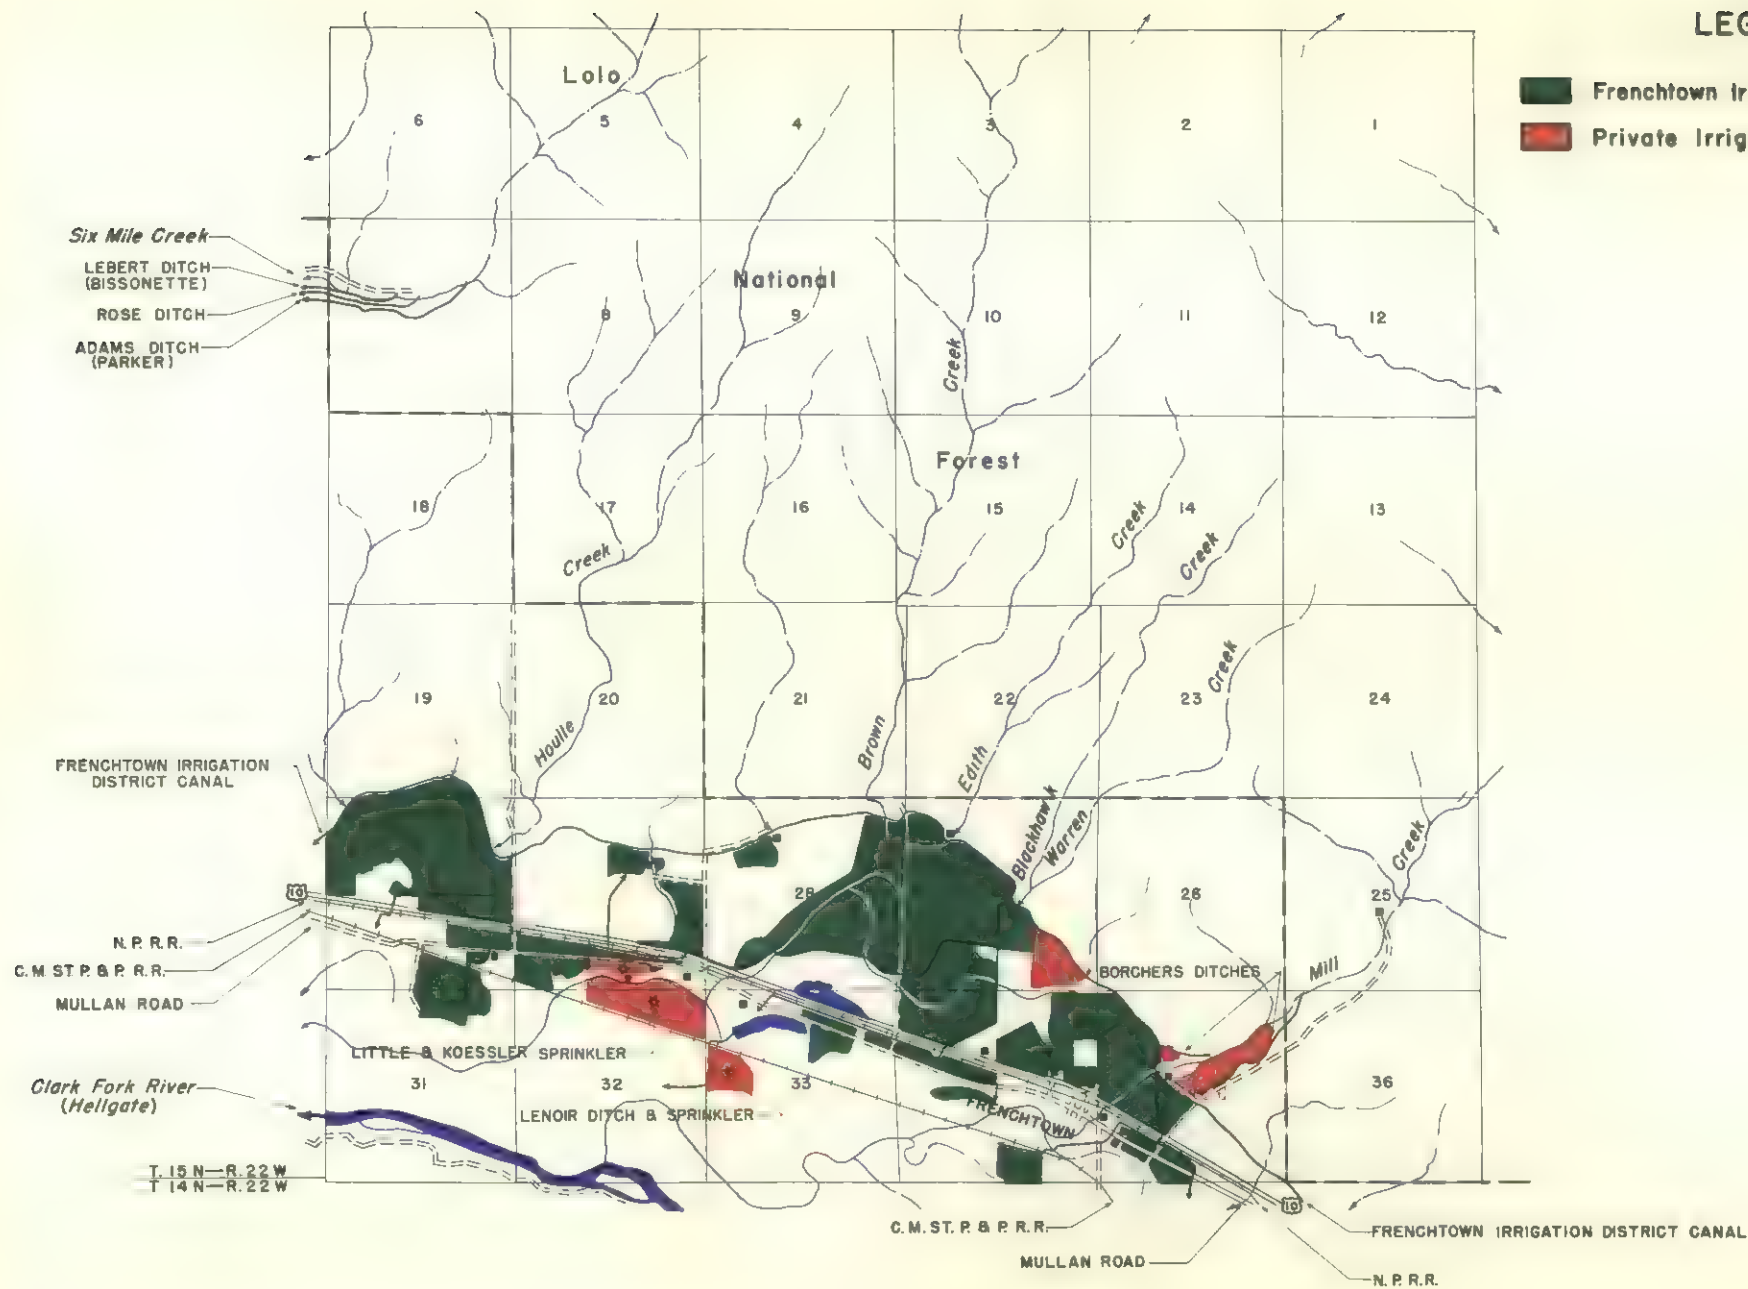 LEG
Frenchtown Ir
Private Irrig
Lolo
6
5
4
3
2
1
Six Mile Creek
LEBERT DITCH
(BISSONETTE)
ROSE DITCH
ADAMS DITCH
(PARKER)
National
8
9
10
11
12
Creek
Forest
18
17
16
15
14
13
Creek
Creek
Creek
19
20
21
22
23
24
Creek
Houlle
Brown
Edith
Blackhawk
Warren
Creek
FRENCHTOWN IRRIGATION
DISTRICT CANAL
10
28
26
25
N. P. R. R.
C. M. ST. P. & P. R. R.
MULLAN ROAD
BORCHERS DITCHES
Mill
LITTLE & KOESSLER SPRINKLER
31
32
33
36
Clark Fork River
(Hellgate)
LENOIR DITCH & SPRINKLER
FRENCHTOWN
T. 15 N—R. 22 W
T 14 N—R. 22 W
10
C. M. ST. P. & P. R. R.
FRENCHTOWN IRRIGATION DISTRICT CANAL
MULLAN ROAD
N. P. R. R.